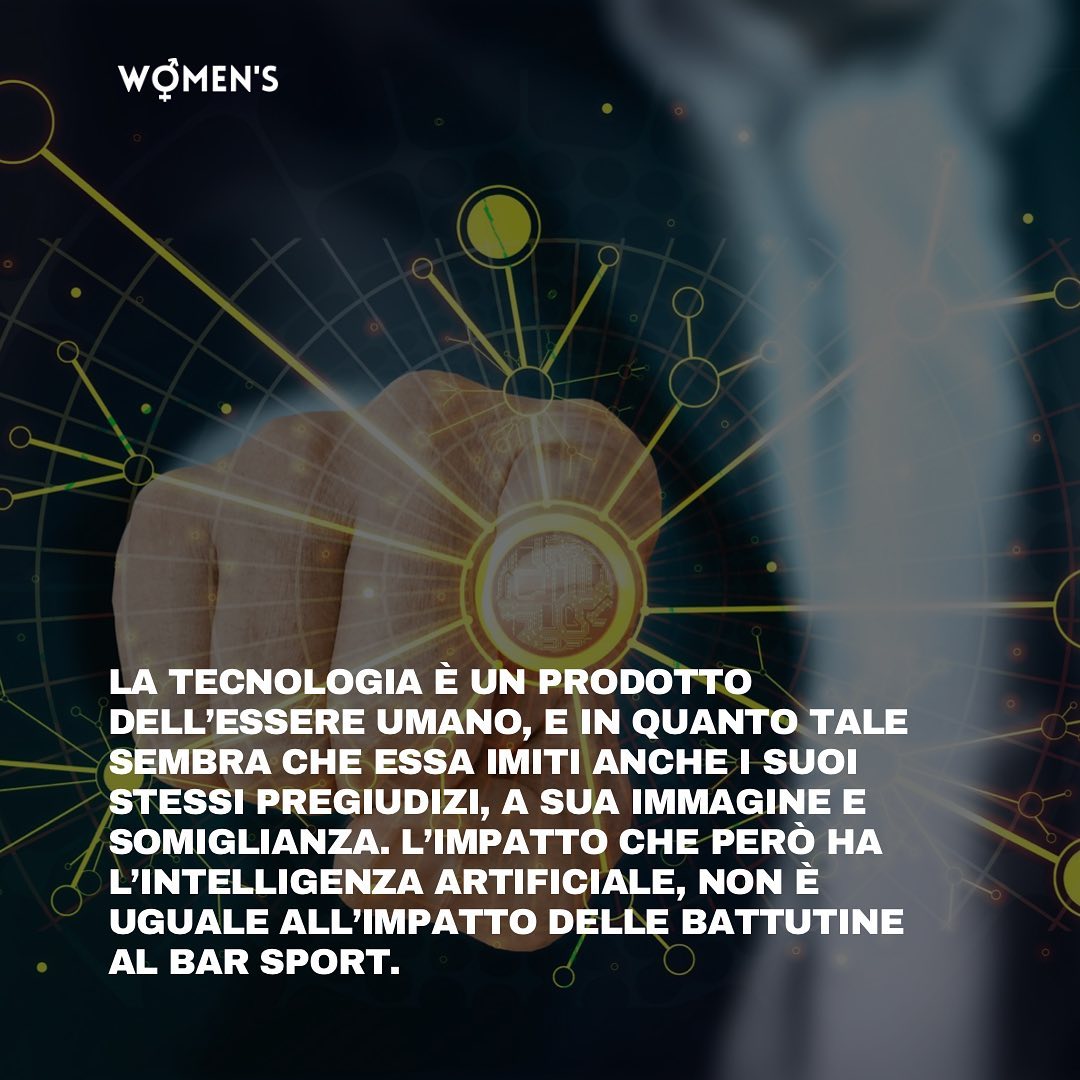 WOMEN'S
LA TECNOLOGIA È UN PRODOTTO
DELL’ESSERE UMANO, E IN QUANTO TALE
SEMBRA CHE ESSA IMITI ANCHE I SUOI
STESSI PREGIUDIZI, A SUA IMMAGINE E
SOMIGLIANZA. L’IMPATTO CHE PERÒ HA
L’INTELLIGENZA ARTIFICIALE, NON È
UGUALE ALL’IMPATTO DELLE BATTUTINE
AL BAR SPORT.